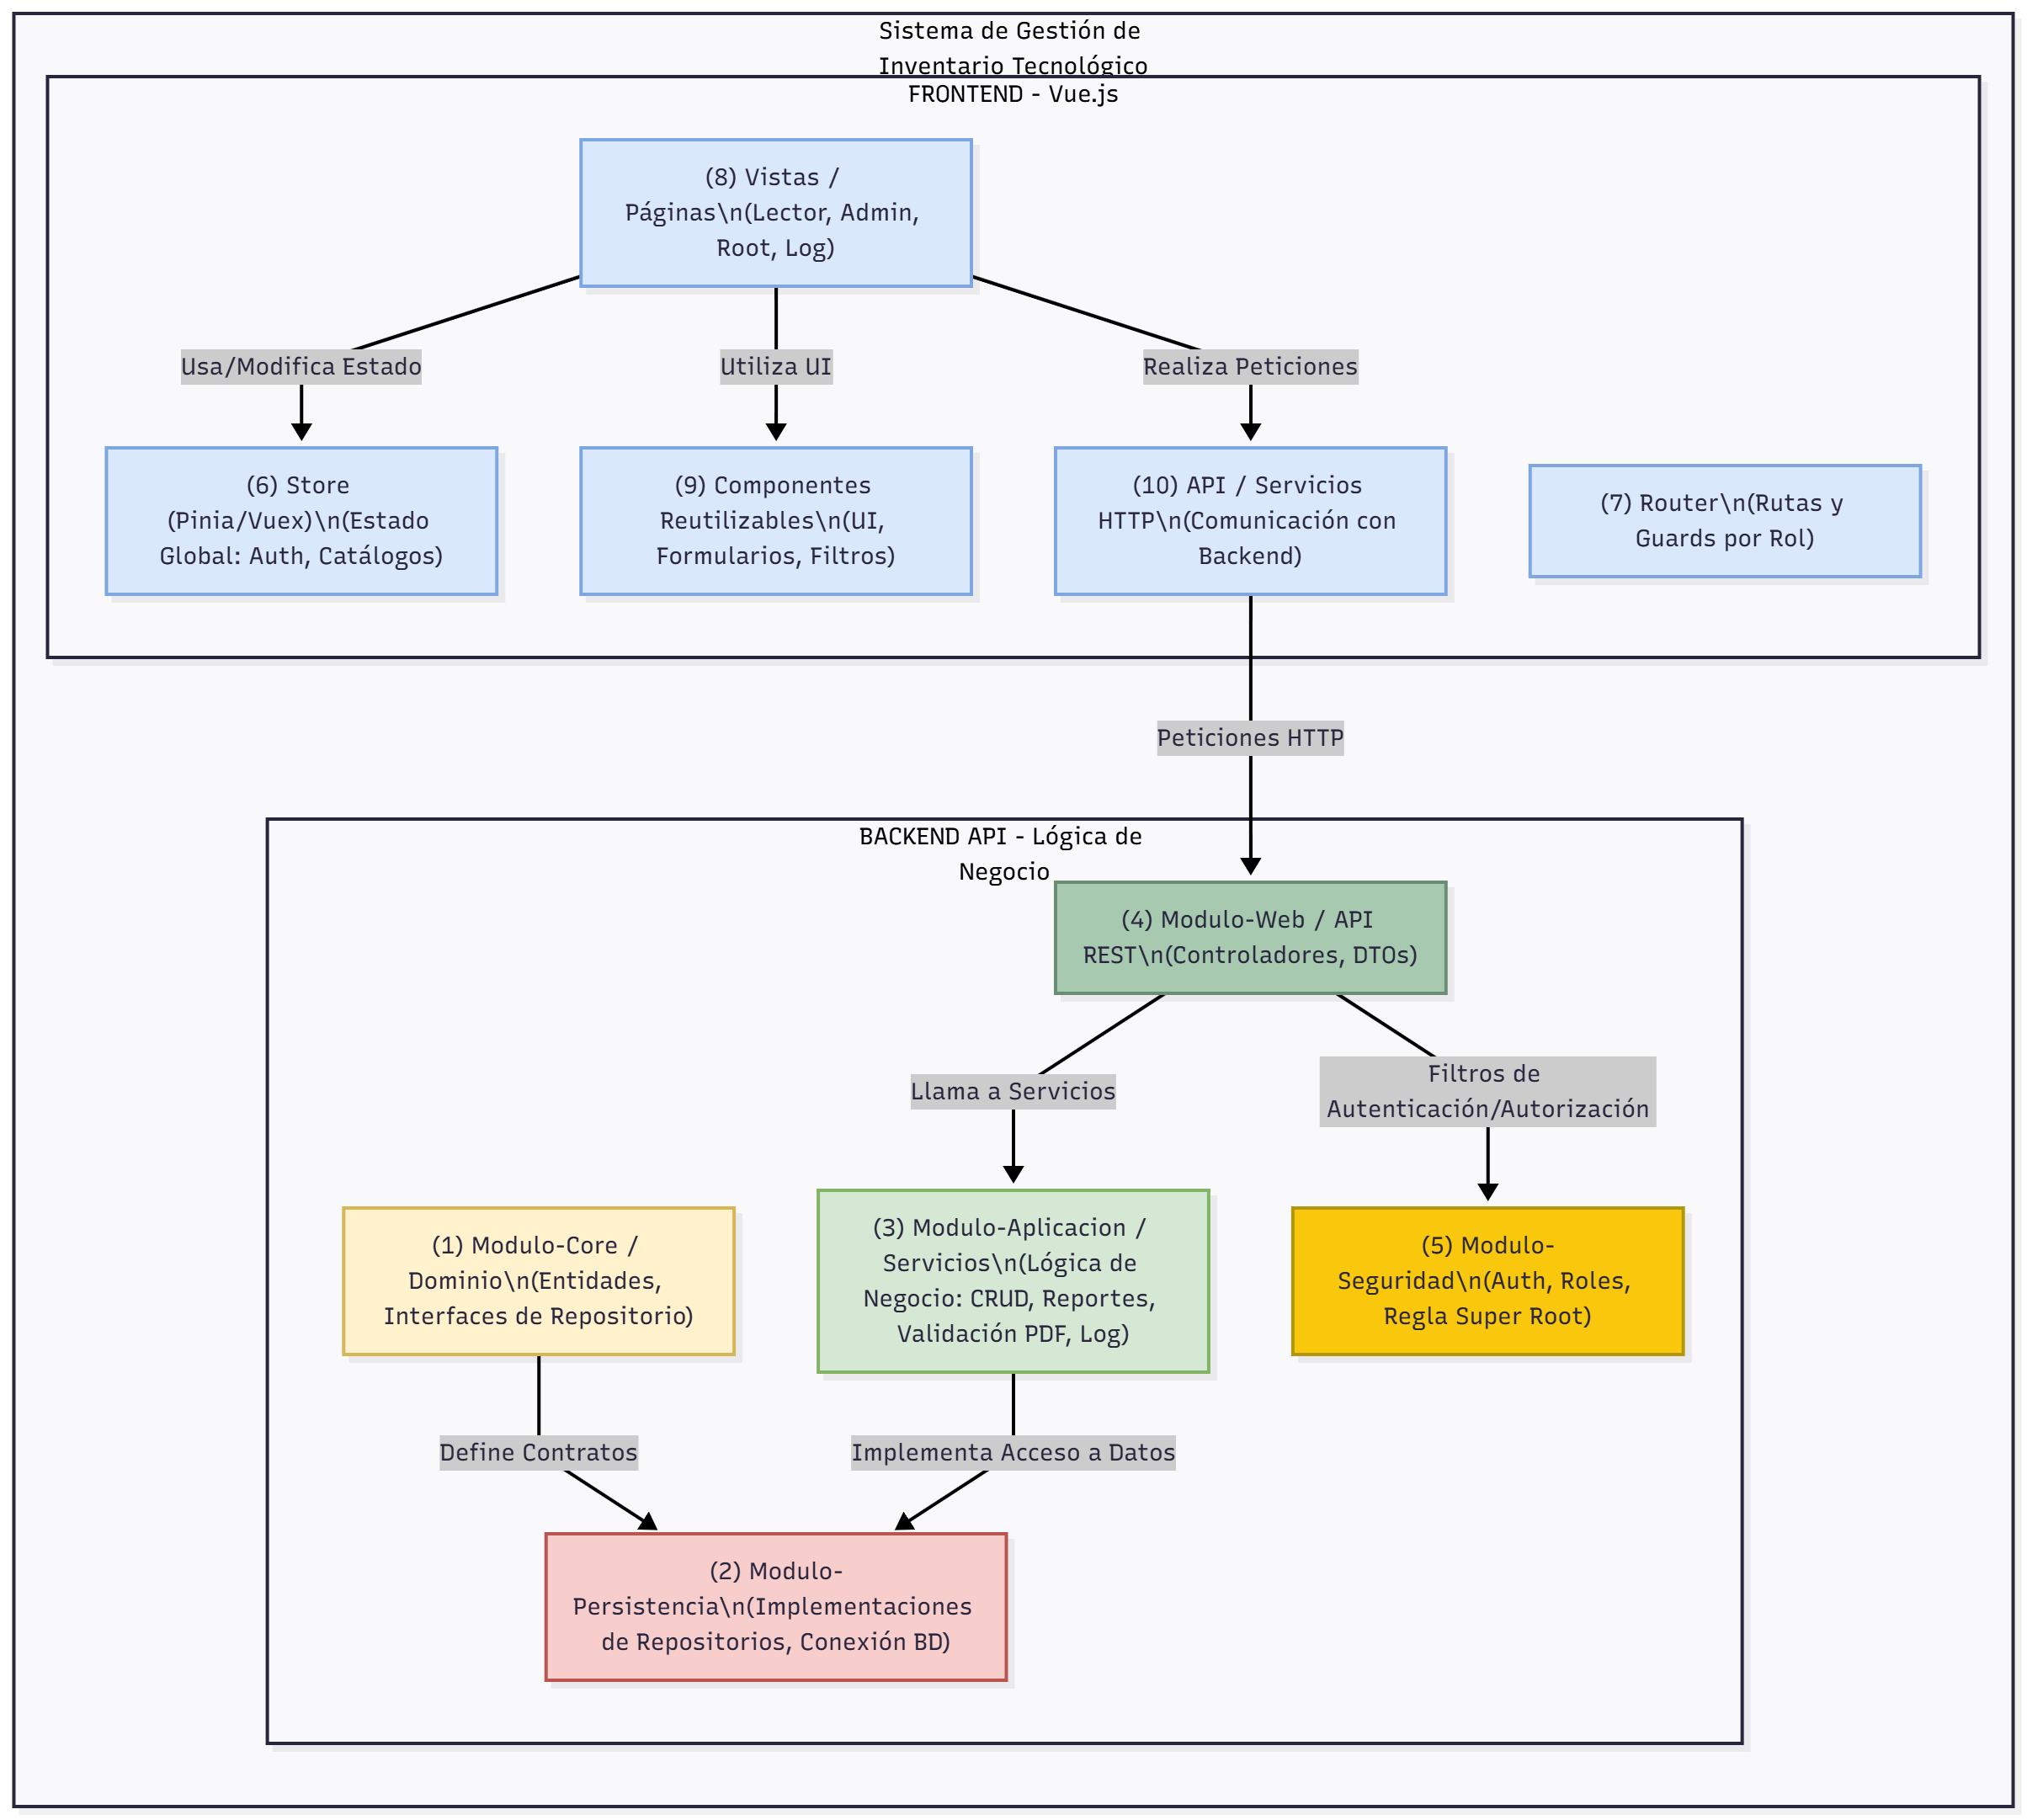 Sistema de Gestión de
Inventario Tecnológico
FRONTEND - Vue.js
(8) Vistas /
Páginas\n(Lector, Admin,
Root, Log)
Usa/Modifica Estado
Utiliza UI
Realiza Peticiones
(6) Store
(Pinia/Vuex)\n(Estado
Global: Auth, Catálogos)
(9) Componentes
Reutilizables\n(UI,
Formularios, Filtros)
(10) API / Servicios
HTTP\n(Comunicación con
Backend)
(7) Router\n(Rutas y
Guards por Rol)
Peticiones HTTP
BACKEND API - Lógica de
Negocio
(4) Modulo-Web / API
REST\n(Controladores, DTOs)
Llama a Servicios
Filtros de
Autenticación/Autorización
(1) Modulo-Core /
Dominio\n(Entidades,
Interfaces de Repositorio)
(3) Modulo-Aplicacion /
Servicios\n(Lógica de
Negocio: CRUD, Reportes,
Validación PDF, Log)
(5) Modulo-
Seguridad\n(Auth, Roles,
Regla Super Root)
Define Contratos
Implementa Acceso a Datos
(2) Modulo-
Persistencia\n(Implementaciones
de Repositorios, Conexión BD)